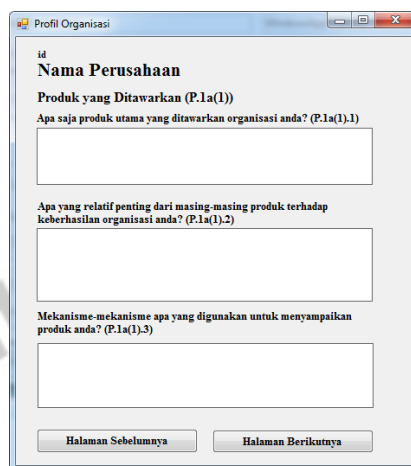 Profil Organisasi
id
Nama Perusahaan
Produk yang Ditawarkan (P.1a(1))
Apa saja produk utama yang ditawarkan organisasi anda? (P.1a(1).1)
Apa yang relatif penting dari masing-masing produk terhadap
keberhasilan organisasi anda? (P.1a(1).2)
Mekanisme-mekanisme apa yang digunakan untuk menyampaikan
produk anda? (P.1a(1).3)
Halaman Sebelumnya
Halaman Berikutnya